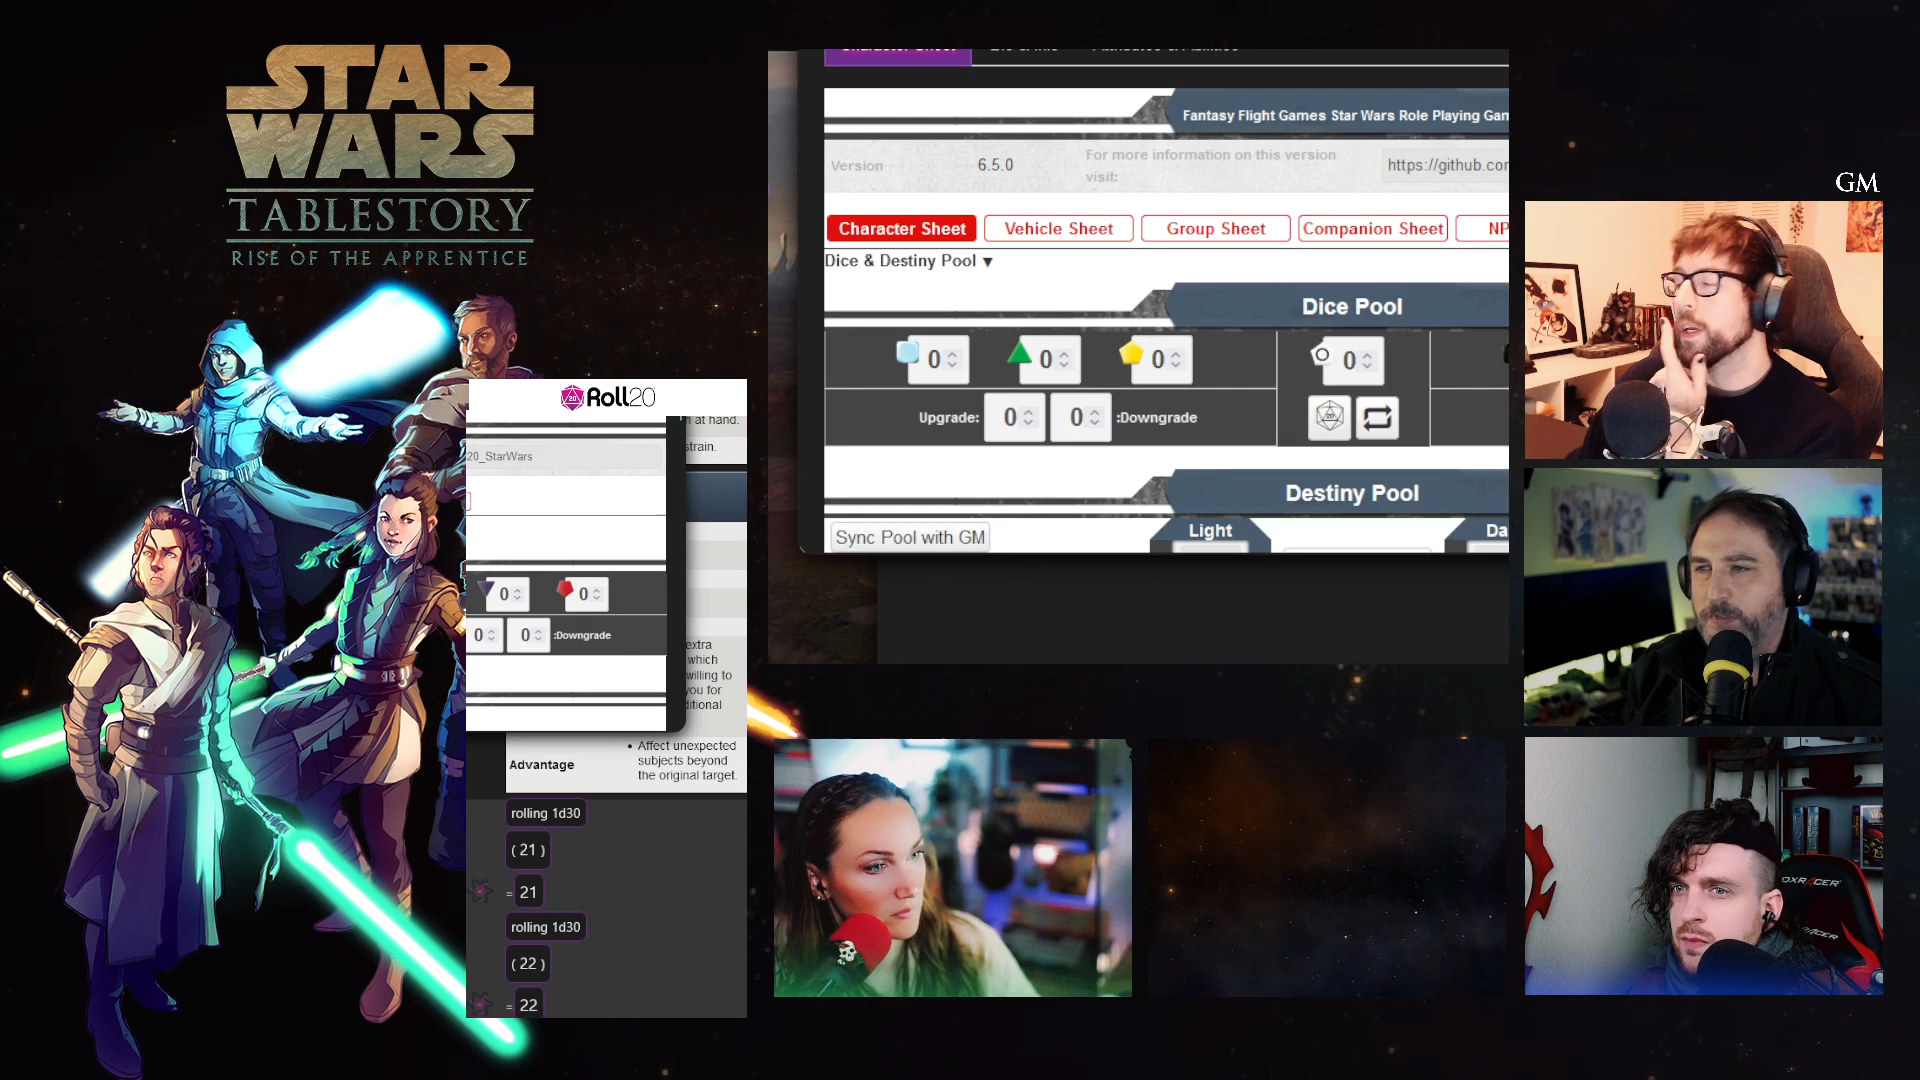 STAR
WARS
TABLESTORY
RISE OF THE APPRENTICE
Roll20
at hand.
strain.
20_StarWars
0
0
0
0
:Downgrade
extra
which
willing to
you for
ditional
Advantage
• Affect unexpected
subjects beyond
the original target.
rolling 1d30
( 21 )
= 21
rolling 1d30
( 22 )
= 22
Fantasy Flight Games Star Wars Role Playing Gam
Version
6.5.0
For more information on this version
visit:
https://github.com
Character Sheet
Vehicle Sheet
Group Sheet
Companion Sheet
NP
Dice & Destiny Pool ▼
Dice Pool
0
0
0
0
Upgrade:
0
0
:Downgrade
Destiny Pool
Sync Pool with GM
Light
Da
GM
OXRACER
RACER